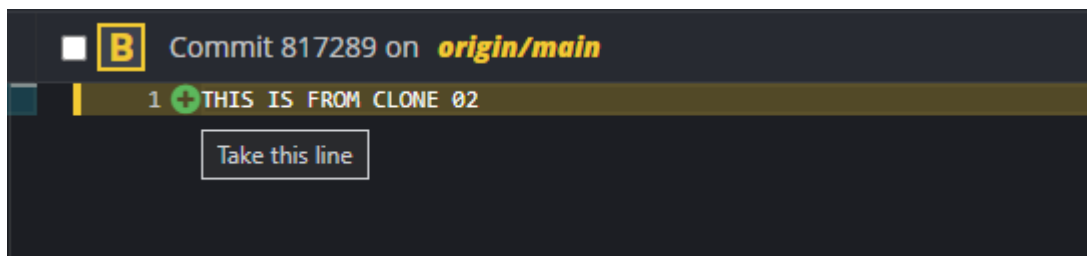 B Commit 817289 on origin/main
1 THIS IS FROM CLONE 02
Take this line